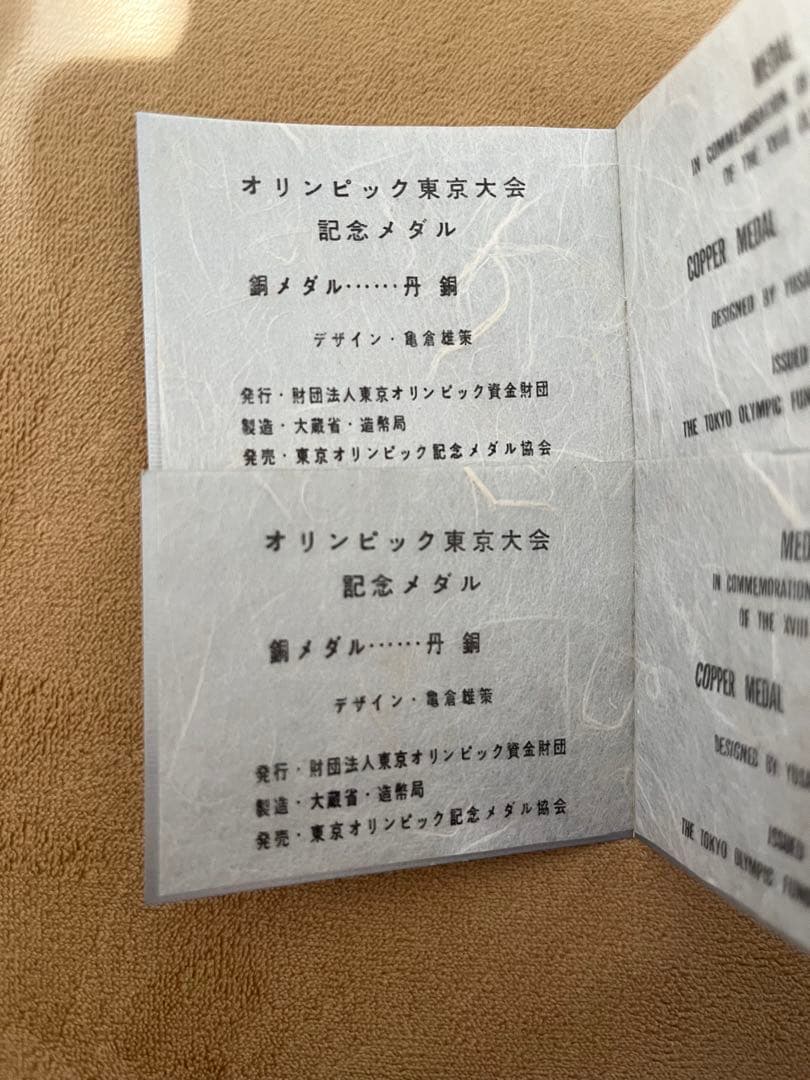 オリンピック東京大会
記念メダル
銅メダル……丹 銅
デザイン・亀倉雄策
発行・財団法人東京オリンピック資金財団
製造・大蔵省・造幣局
発売・東京オリンピック記念メダル協会
MEDAL
IN COMMEMORATION
OF THE XVIII
COPPER MEDAL
DESIGNED BY
ISSUED
THE TOKYO OLYMPIC
オリンピック東京大会
記念メダル
銅メダル……丹 銅
デザイン・亀倉雄策
発行・財団法人東京オリンピック資金財団
製造・大蔵省・造幣局
発売・東京オリンピック記念メダル協会
IN COMMEMORATION
OF THE XVIII
COPPER MEDAL
DESIGNED BY
ISSUED
THE TOKYO OLYMPIC